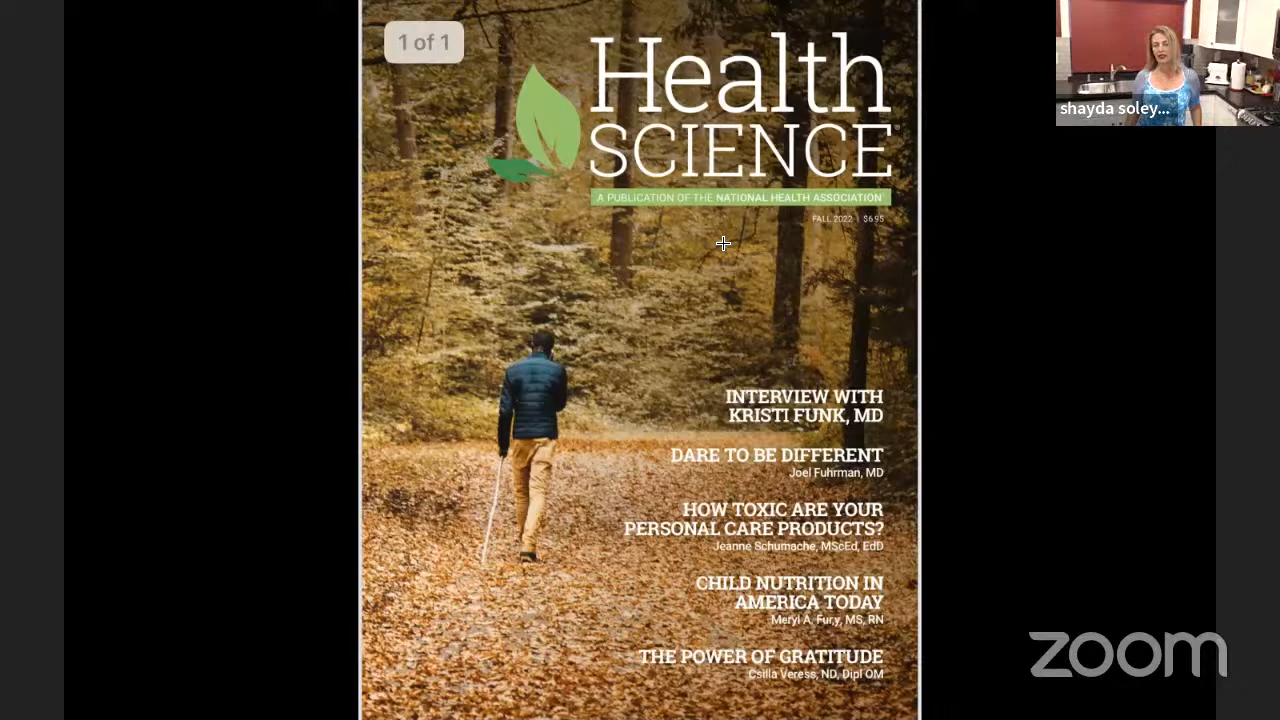 1 of 1
Health
SCIENCE®
A PUBLICATION OF THE NATIONAL HEALTH ASSOCIATION
FALL 2022 | $6.95
INTERVIEW WITH
KRISTI FUNK, MD
DARE TO BE DIFFERENT
Joel Fuhrman, MD
HOW TOXIC ARE YOUR
PERSONAL CARE PRODUCTS?
Jeanne Schumache, MScEd, EdD
CHILD NUTRITION IN
AMERICA TODAY
Meryl A. Fury, MS, RN
THE POWER OF GRATITUDE
Csilla Veress, ND, Dipl OM
shayda soley...
zoom